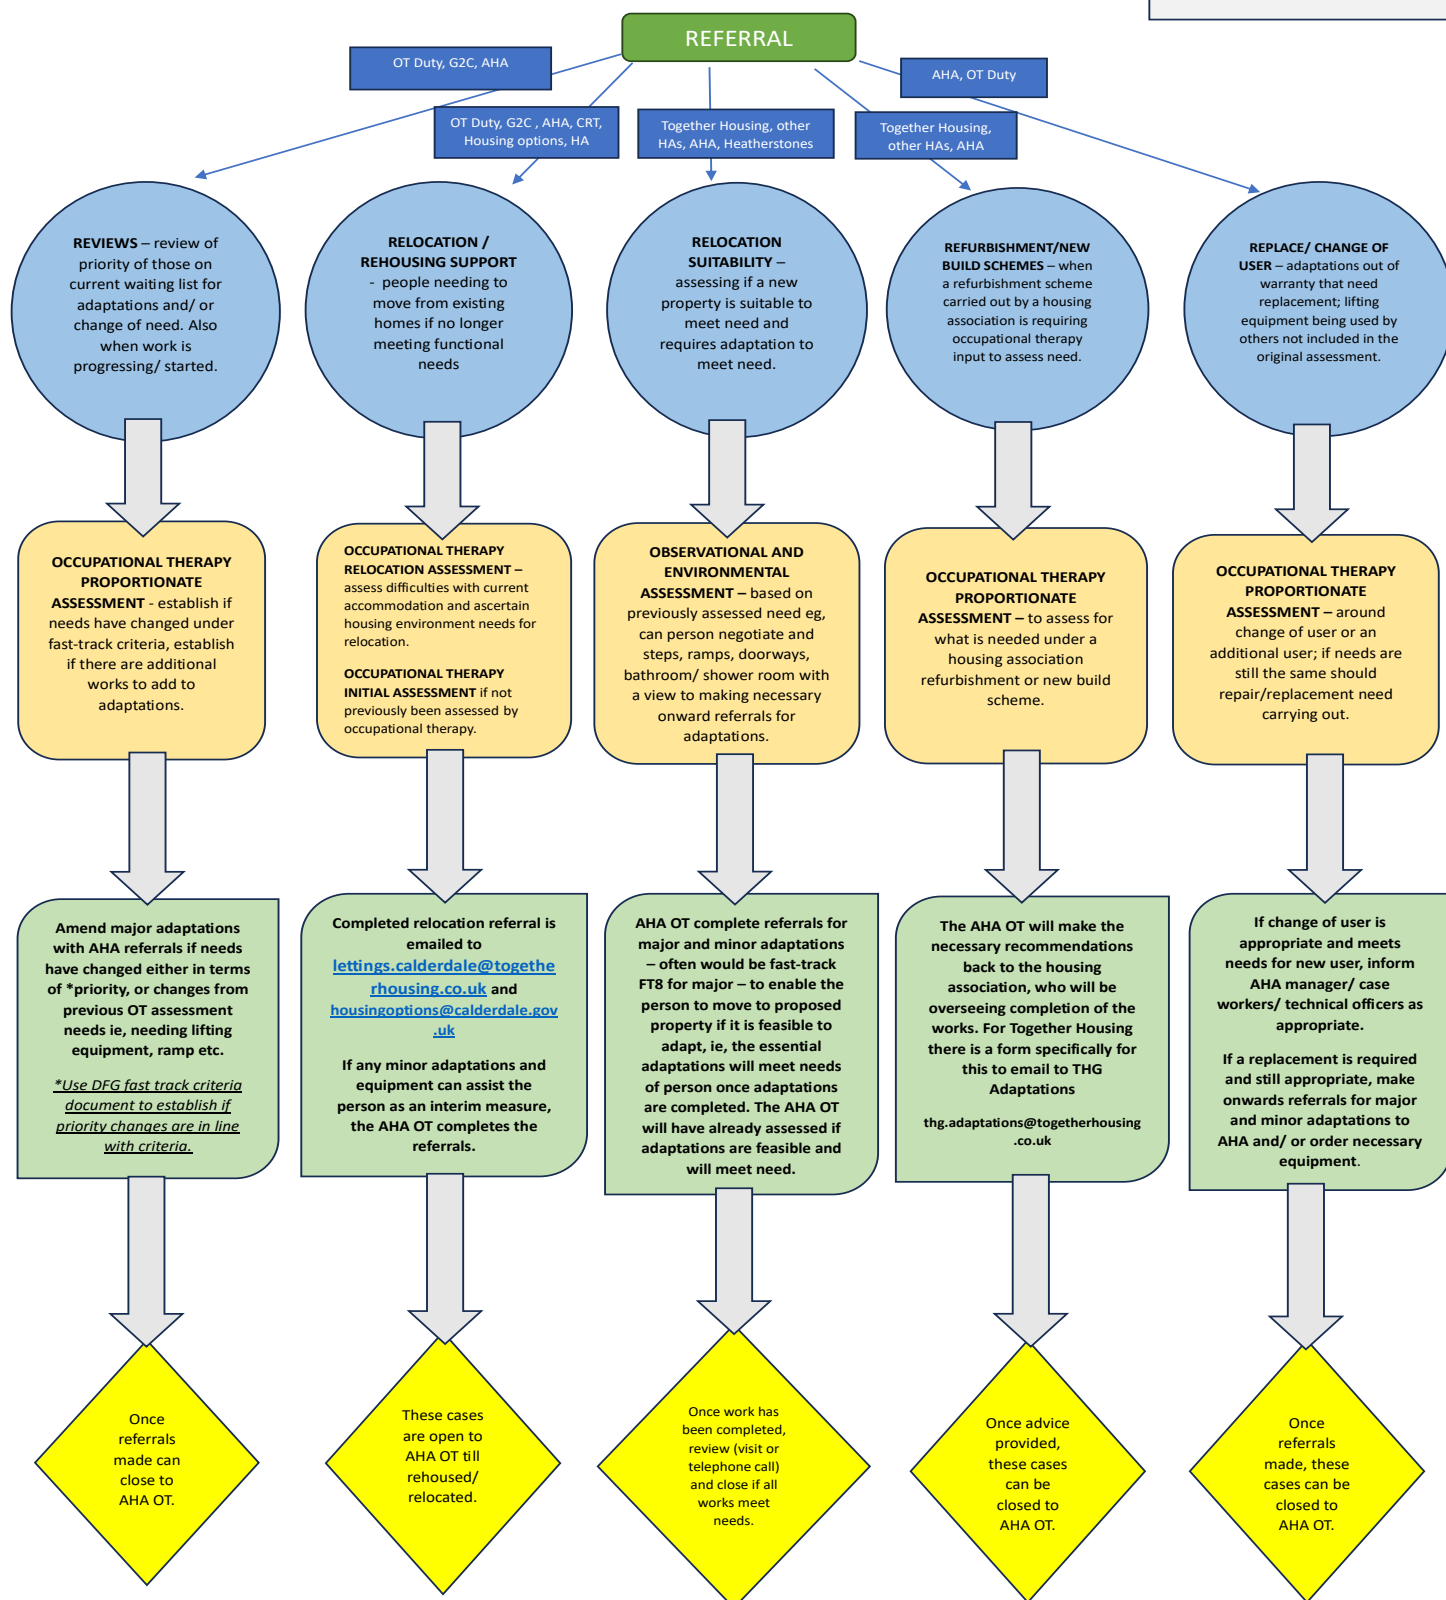 REFERRAL
OT Duty, G2C, AHA
AHA, OT Duty
OT Duty, G2C , AHA, CRT,
Housing options, HA
Together Housing, other
HAs, AHA, Heatherstones
Together Housing,
other HAs, AHA
REVIEWS – review of
priority of those on
current waiting list for
adaptations and/ or
change of need. Also
when work is
progressing/ started.
RELOCATION /
REHOUSING SUPPORT
- people needing to
move from existing
homes if no longer
meeting functional
needs
RELOCATION
SUITABILITY –
assessing if a new
property is suitable to
meet need and
requires adaptation to
meet need.
REFURBISHMENT/NEW
BUILD SCHEMES – when
a refurbishment scheme
carried out by a housing
association is requiring
occupational therapy
input to assess need.
REPLACE/ CHANGE OF
USER – adaptations out of
warranty that need
replacement; lifting
equipment being used by
others not included in the
original assessment.
OCCUPATIONAL THERAPY
PROPORTIONATE
ASSESSMENT - establish if
needs have changed under
fast-track criteria, establish
if there are additional
works to add to
adaptations.
OCCUPATIONAL THERAPY
RELOCATION ASSESSMENT –
assess difficulties with current
accommodation and ascertain
housing environment needs for
relocation.
OCCUPATIONAL THERAPY
INITIAL ASSESSMENT if not
previously been assessed by
occupational therapy.
OBSERVATIONAL AND
ENVIRONMENTAL
ASSESSMENT – based on
previously assessed need eg,
can person negotiate and
steps, ramps, doorways,
bathroom/ shower room with
a view to making necessary
onward referrals for
adaptations.
OCCUPATIONAL THERAPY
PROPORTIONATE
ASSESSMENT – to assess for
what is needed under a
housing association
refurbishment or new build
scheme.
OCCUPATIONAL THERAPY
PROPORTIONATE
ASSESSMENT – around
change of user or an
additional user; if needs are
still the same should
repair/replacement need
carrying out.
Amend major adaptations
with AHA referrals if needs
have changed either in terms
of *priority, or changes from
previous OT assessment
needs ie, needing lifting
equipment, ramp etc.
*Use DFG fast track criteria
document to establish if
priority changes are in line
with criteria.
Completed relocation referral is
emailed to
lettings.calderdale@togethe
rhousing.co.uk and
housingoptions@calderdale.gov
.uk
If any minor adaptations and
equipment can assist the
person as an interim measure,
the AHA OT completes the
referrals.
AHA OT complete referrals for
major and minor adaptations
– often would be fast-track
FT8 for major – to enable the
person to move to proposed
property if it is feasible to
adapt, ie, the essential
adaptations will meet needs
of person once adaptations
are completed. The AHA OT
will have already assessed if
adaptations are feasible and
will meet need.
The AHA OT will make the
necessary recommendations
back to the housing
association, who will be
overseeing completion of the
works. For Together Housing
there is a form specifically for
this to email to THG
Adaptations
thg.adaptations@togetherhousing
.co.uk
If change of user is
appropriate and meets
needs for new user, inform
AHA manager/ case
workers/ technical officers as
appropriate.
If a replacement is required
and still appropriate, make
onwards referrals for major
and minor adaptations to
AHA and/ or order necessary
equipment.
Once
referrals
made can
close to
AHA OT.
These cases
are open to
AHA OT till
rehoused/
relocated.
Once work has
been completed,
review (visit or
telephone call)
and close if all
works meet
needs.
Once advice
provided,
these cases
can be
closed to
AHA OT.
Once
referrals
made, these
cases can be
closed to
AHA OT.